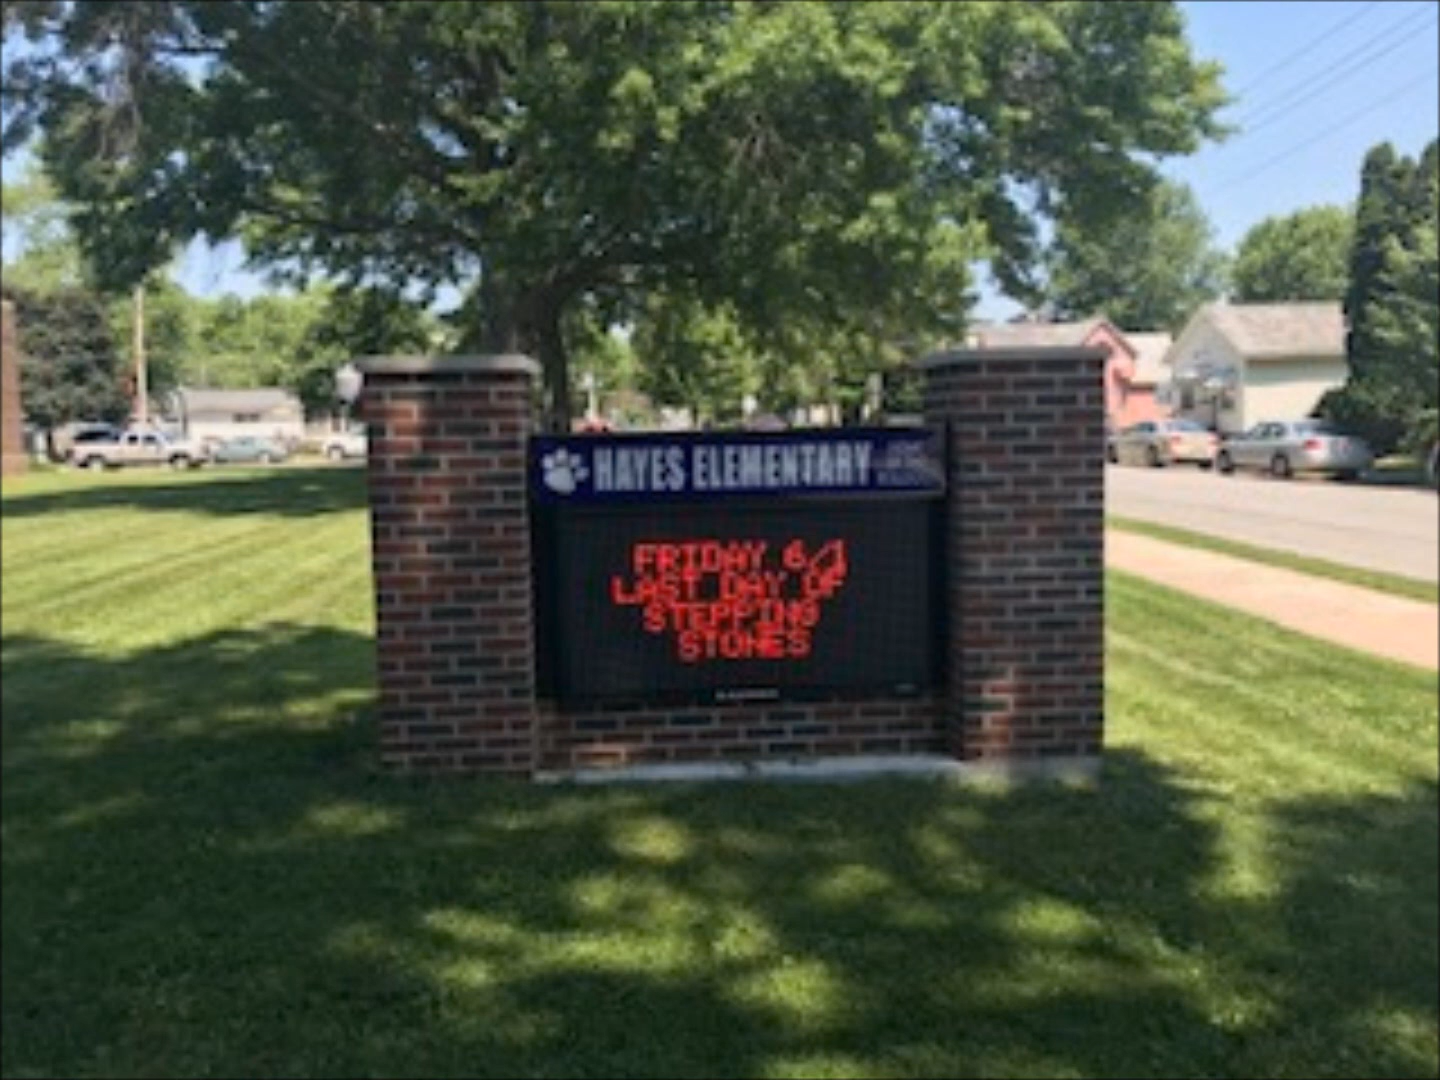 HAYES ELEMENTARY
FRIDAY 6/1
LAST DAY OF
STEPPING
STONES